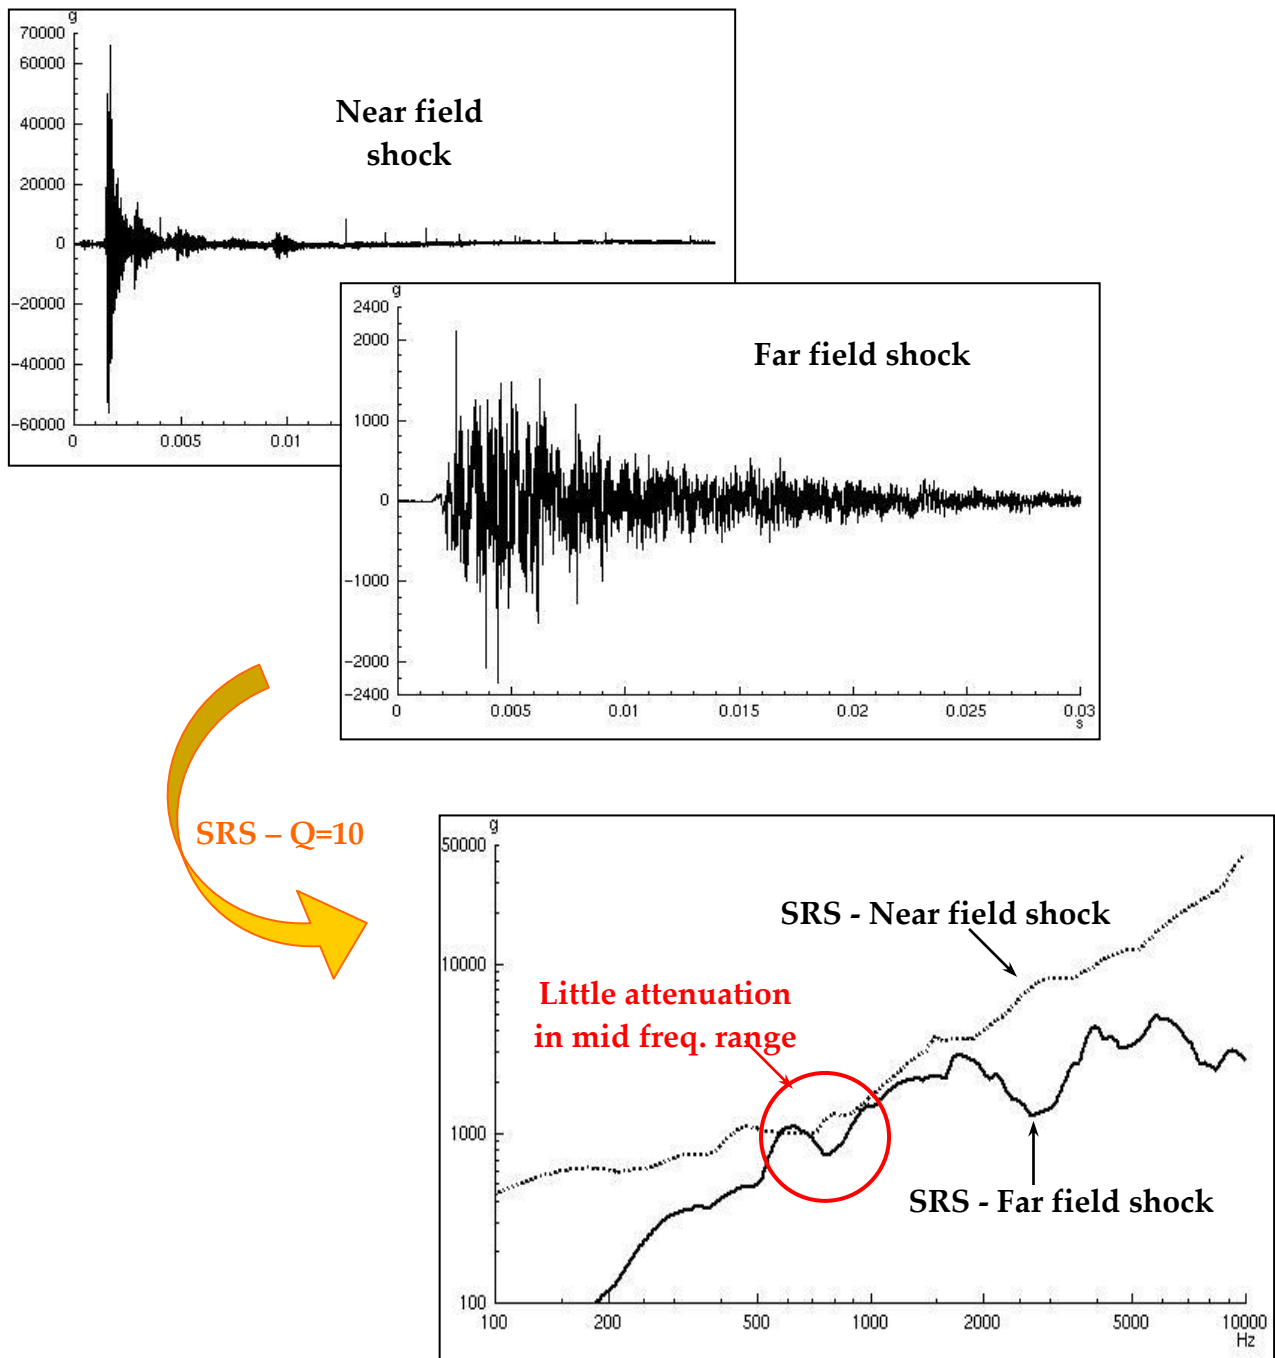 g
70000
60000
40000
20000
0
−20000
−40000
−60000
0 0.005 0.01
Near field
shock
g
2400
2000
1000
0
−1000
−2000
−2400
0 0.005 0.01 0.015 0.02 0.025 0.03
s
Far field shock
SRS – Q=10
g
50000
10000
1000
100
100 200 500 1000 2000 5000 10000
Hz
SRS - Near field shock
Little attenuation
in mid freq. range
SRS - Far field shock